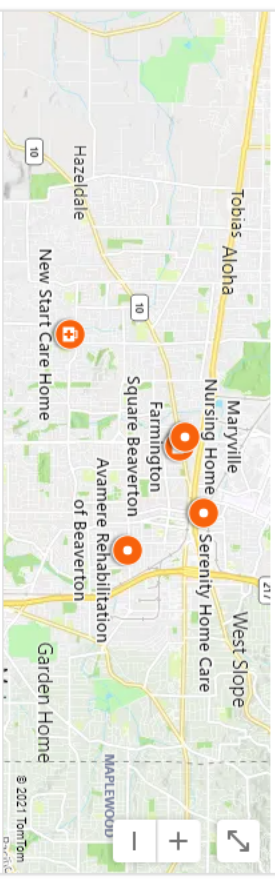 217
West Slope
Tobias
Aloha
Maryville
Nursing Home
Serenity Home Care
10
Farmington
Square Beaverton
Avamere Rehabilitation
of Beaverton
Hazeldale
10
New Start Care Home
Garden Home
MAPLEWOOD
© 2021 TomTom